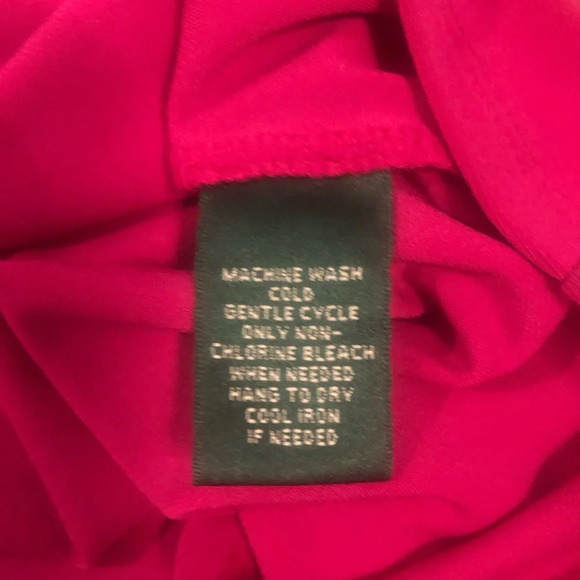 MACHINE WASH
COLD
GENTLE CYCLE
ONLY NON-
CHLORINE BLEACH
WHEN NEEDED
HANG TO DRY
COOL IRON
IF NEEDED